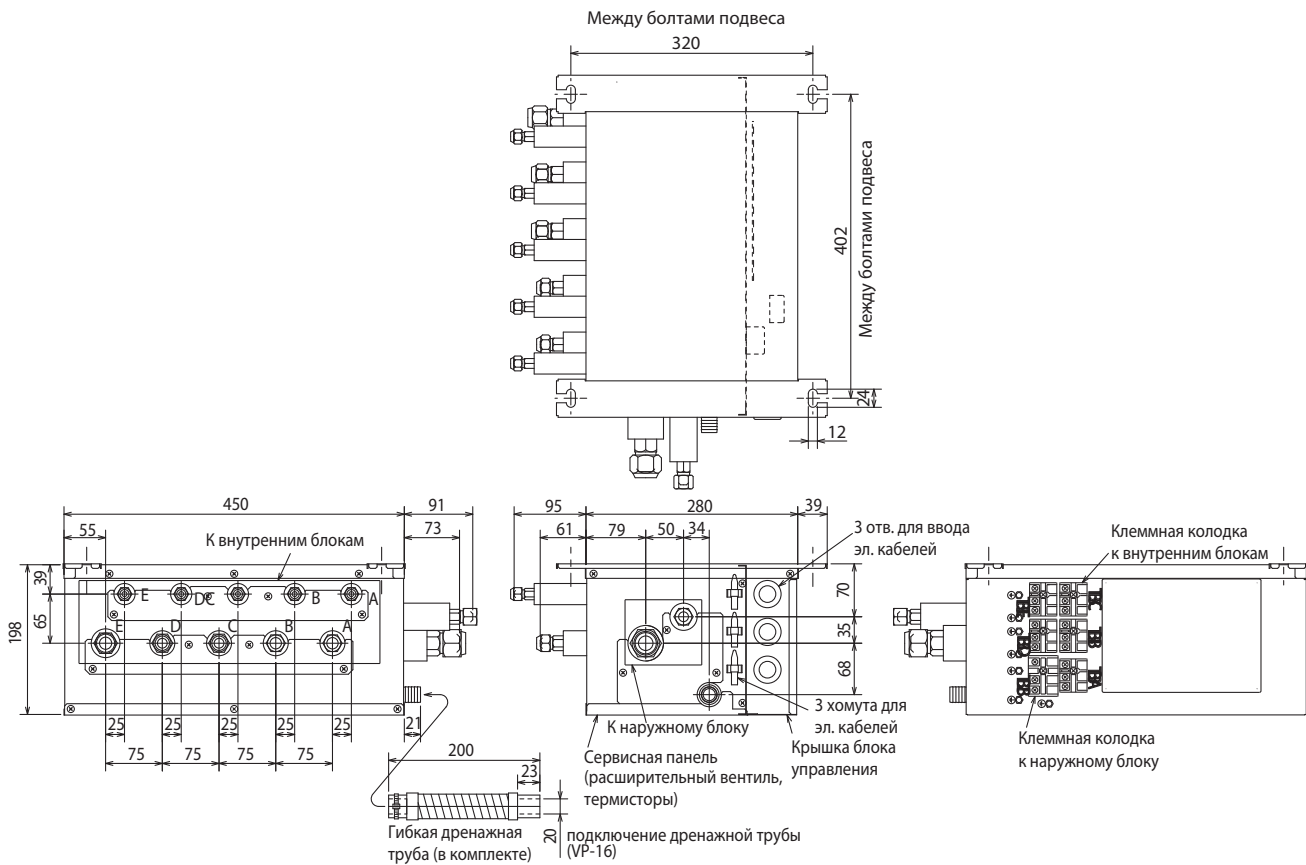 Между болтами подвеса
320
402
Между болтами подвеса
24
12
450
91
55
73
К внутренним блокам
39
65
198
E
D
C
B
A
E
D
C
B
A
25
25
25
25
25
21
75
75
75
75
95
280
39
61
79
50
34
3 отв. для ввода
эл. кабелей
70
35
68
К наружному блоку
3 хомута для
эл. кабелей
Сервисная панель
(расширительный вентиль,
термисторы)
Крышка блока
управления
Клеммная колодка
к внутренним блокам
Клеммная колодка
к наружному блоку
200
23
20
Гибкая дренажная
труба (в комплекте)
подключение дренажной трубы
(VP-16)